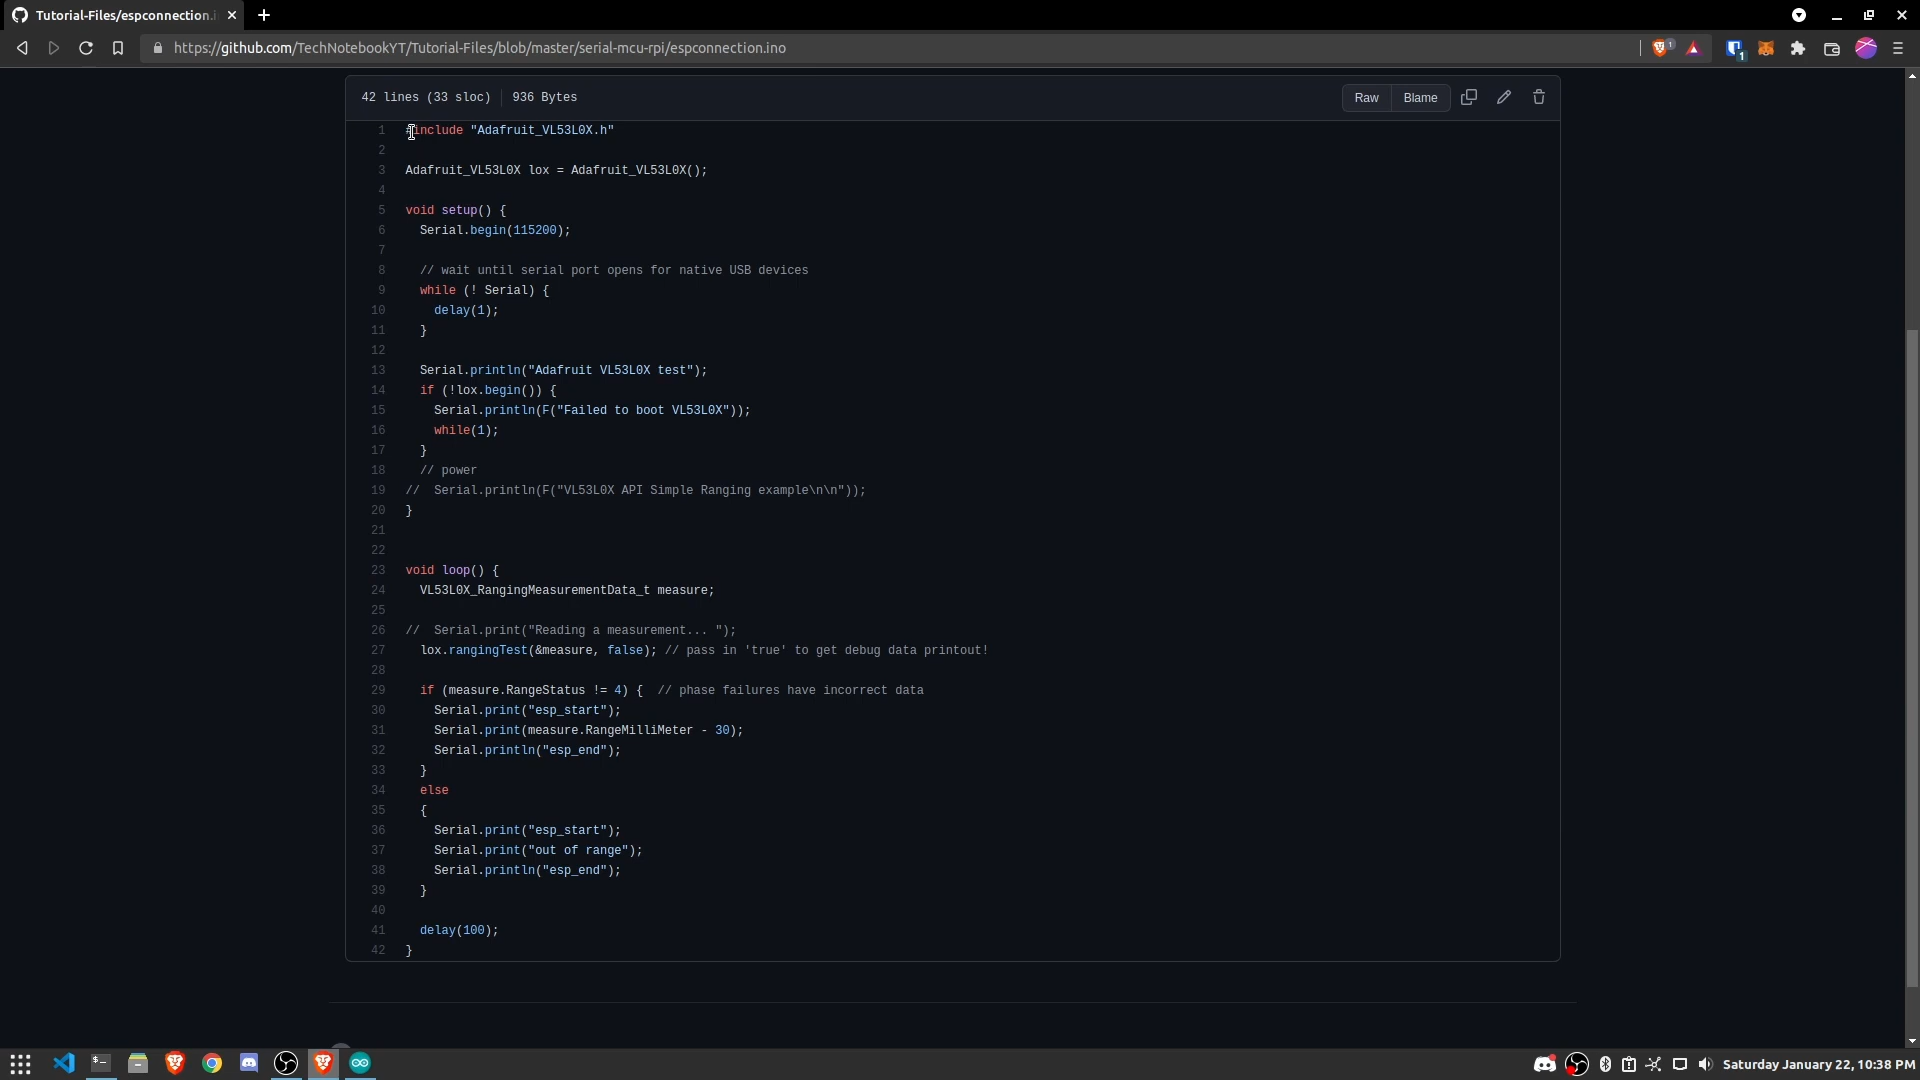 Tutorial-Files/espconnection.i
https://github.com/TechNotebookYT/Tutorial-Files/blob/master/serial-mcu-rpi/espconnection.ino
1
1
42 lines (33 sloc) 936 Bytes
Raw Blame
1 #include "Adafruit_VL53L0X.h"
2
3 Adafruit_VL53L0X lox = Adafruit_VL53L0X();
4
5 void setup() {
6   Serial.begin(115200);
7
8   // wait until serial port opens for native USB devices
9   while (! Serial) {
10     delay(1);
11   }
12
13   Serial.println("Adafruit VL53L0X test");
14   if (!lox.begin()) {
15     Serial.println(F("Failed to boot VL53L0X"));
16     while(1);
17   }
18   // power
19 //  Serial.println(F("VL53L0X API Simple Ranging example\n\n"));
20 }
21
22
23 void loop() {
24   VL53L0X_RangingMeasurementData_t measure;
25
26 //  Serial.print("Reading a measurement... ");
27   lox.rangingTest(&measure, false); // pass in 'true' to get debug data printout!
28
29   if (measure.RangeStatus != 4) {  // phase failures have incorrect data
30     Serial.print("esp_start");
31     Serial.print(measure.RangeMilliMeter - 30);
32     Serial.println("esp_end");
33   }
34   else
35   {
36     Serial.print("esp_start");
37     Serial.print("out of range");
38     Serial.println("esp_end");
39   }
40
41   delay(100);
42 }
Saturday January 22, 10:38 PM